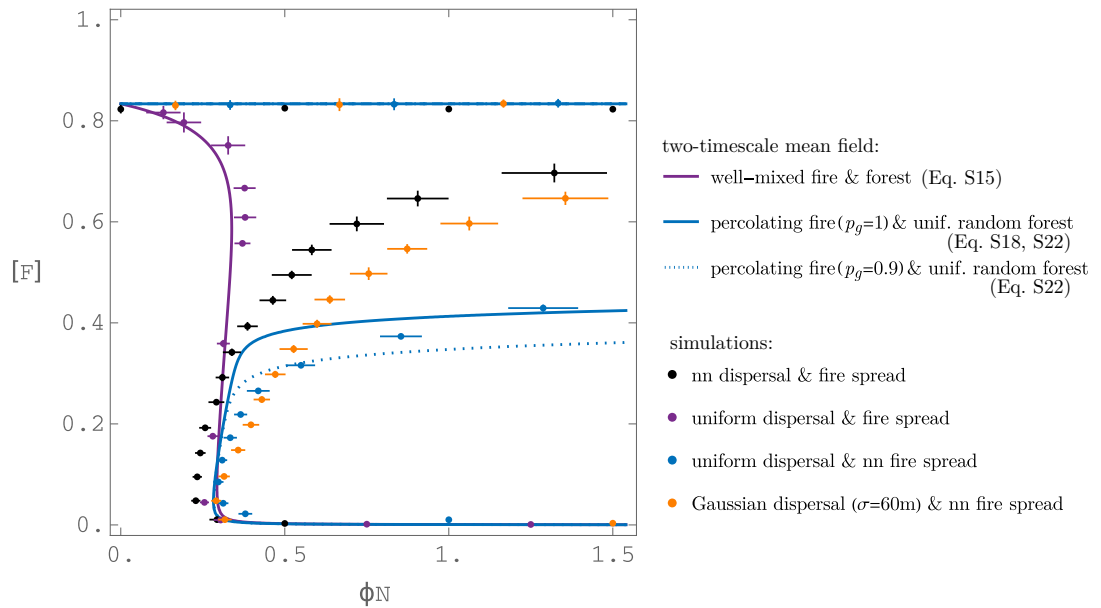 1.
0.8
0.6
[F]
0.4
0.2
0.
0
0.5
1.
1.5
ϕN
two-timescale mean field:
well-mixed fire & forest (Eq. S15)
percolating fire(pg=1) & unif. random forest
(Eq. S18, S22)
percolating fire(pg=0.9) & unif. random forest
(Eq. S22)
simulations:
nn dispersal & fire spread
uniform dispersal & fire spread
uniform dispersal & nn fire spread
Gaussian dispersal (σ=60m) & nn fire spread